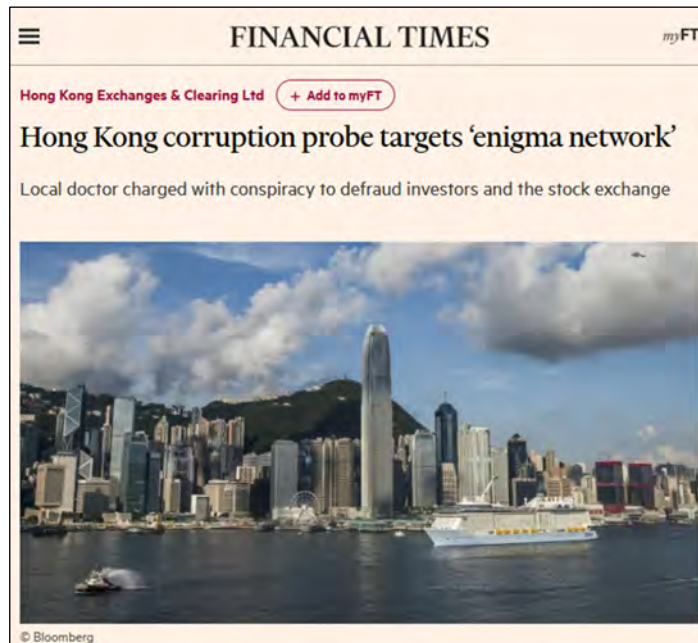 FINANCIAL TIMES
myFT
Hong Kong Exchanges & Clearing Ltd
+ Add to myFT
Hong Kong corruption probe targets ‘enigma network’
Local doctor charged with conspiracy to defraud investors and the stock exchange
© Bloomberg